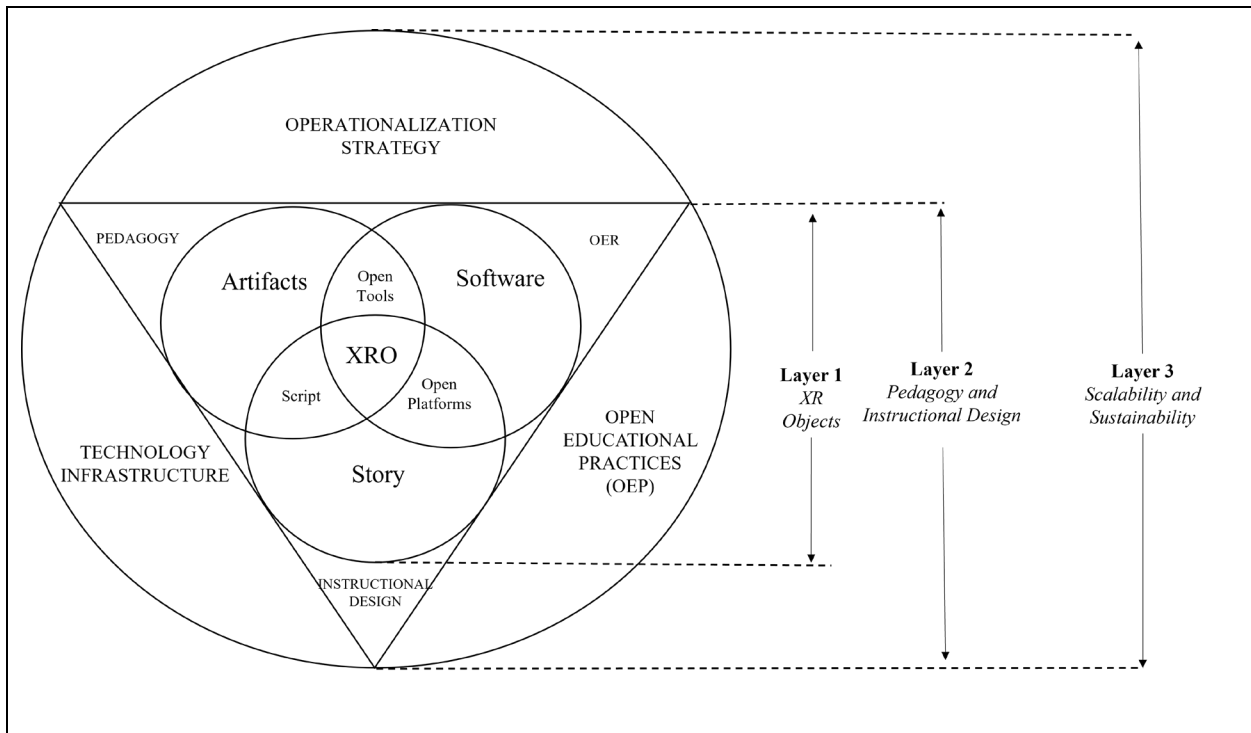 OPERATIONALIZATION
STRATEGY
PEDAGOGY
OER
Artifacts
Open
Tools
Software
XRO
Script
Open
Platforms
Story
TECHNOLOGY
INFRASTRUCTURE
OPEN
EDUCATIONAL
PRACTICES
(OEP)
INSTRUCTIONAL
DESIGN
Layer 1
XR
Objects
Layer 2
Pedagogy and
Instructional Design
Layer 3
Scalability and
Sustainability